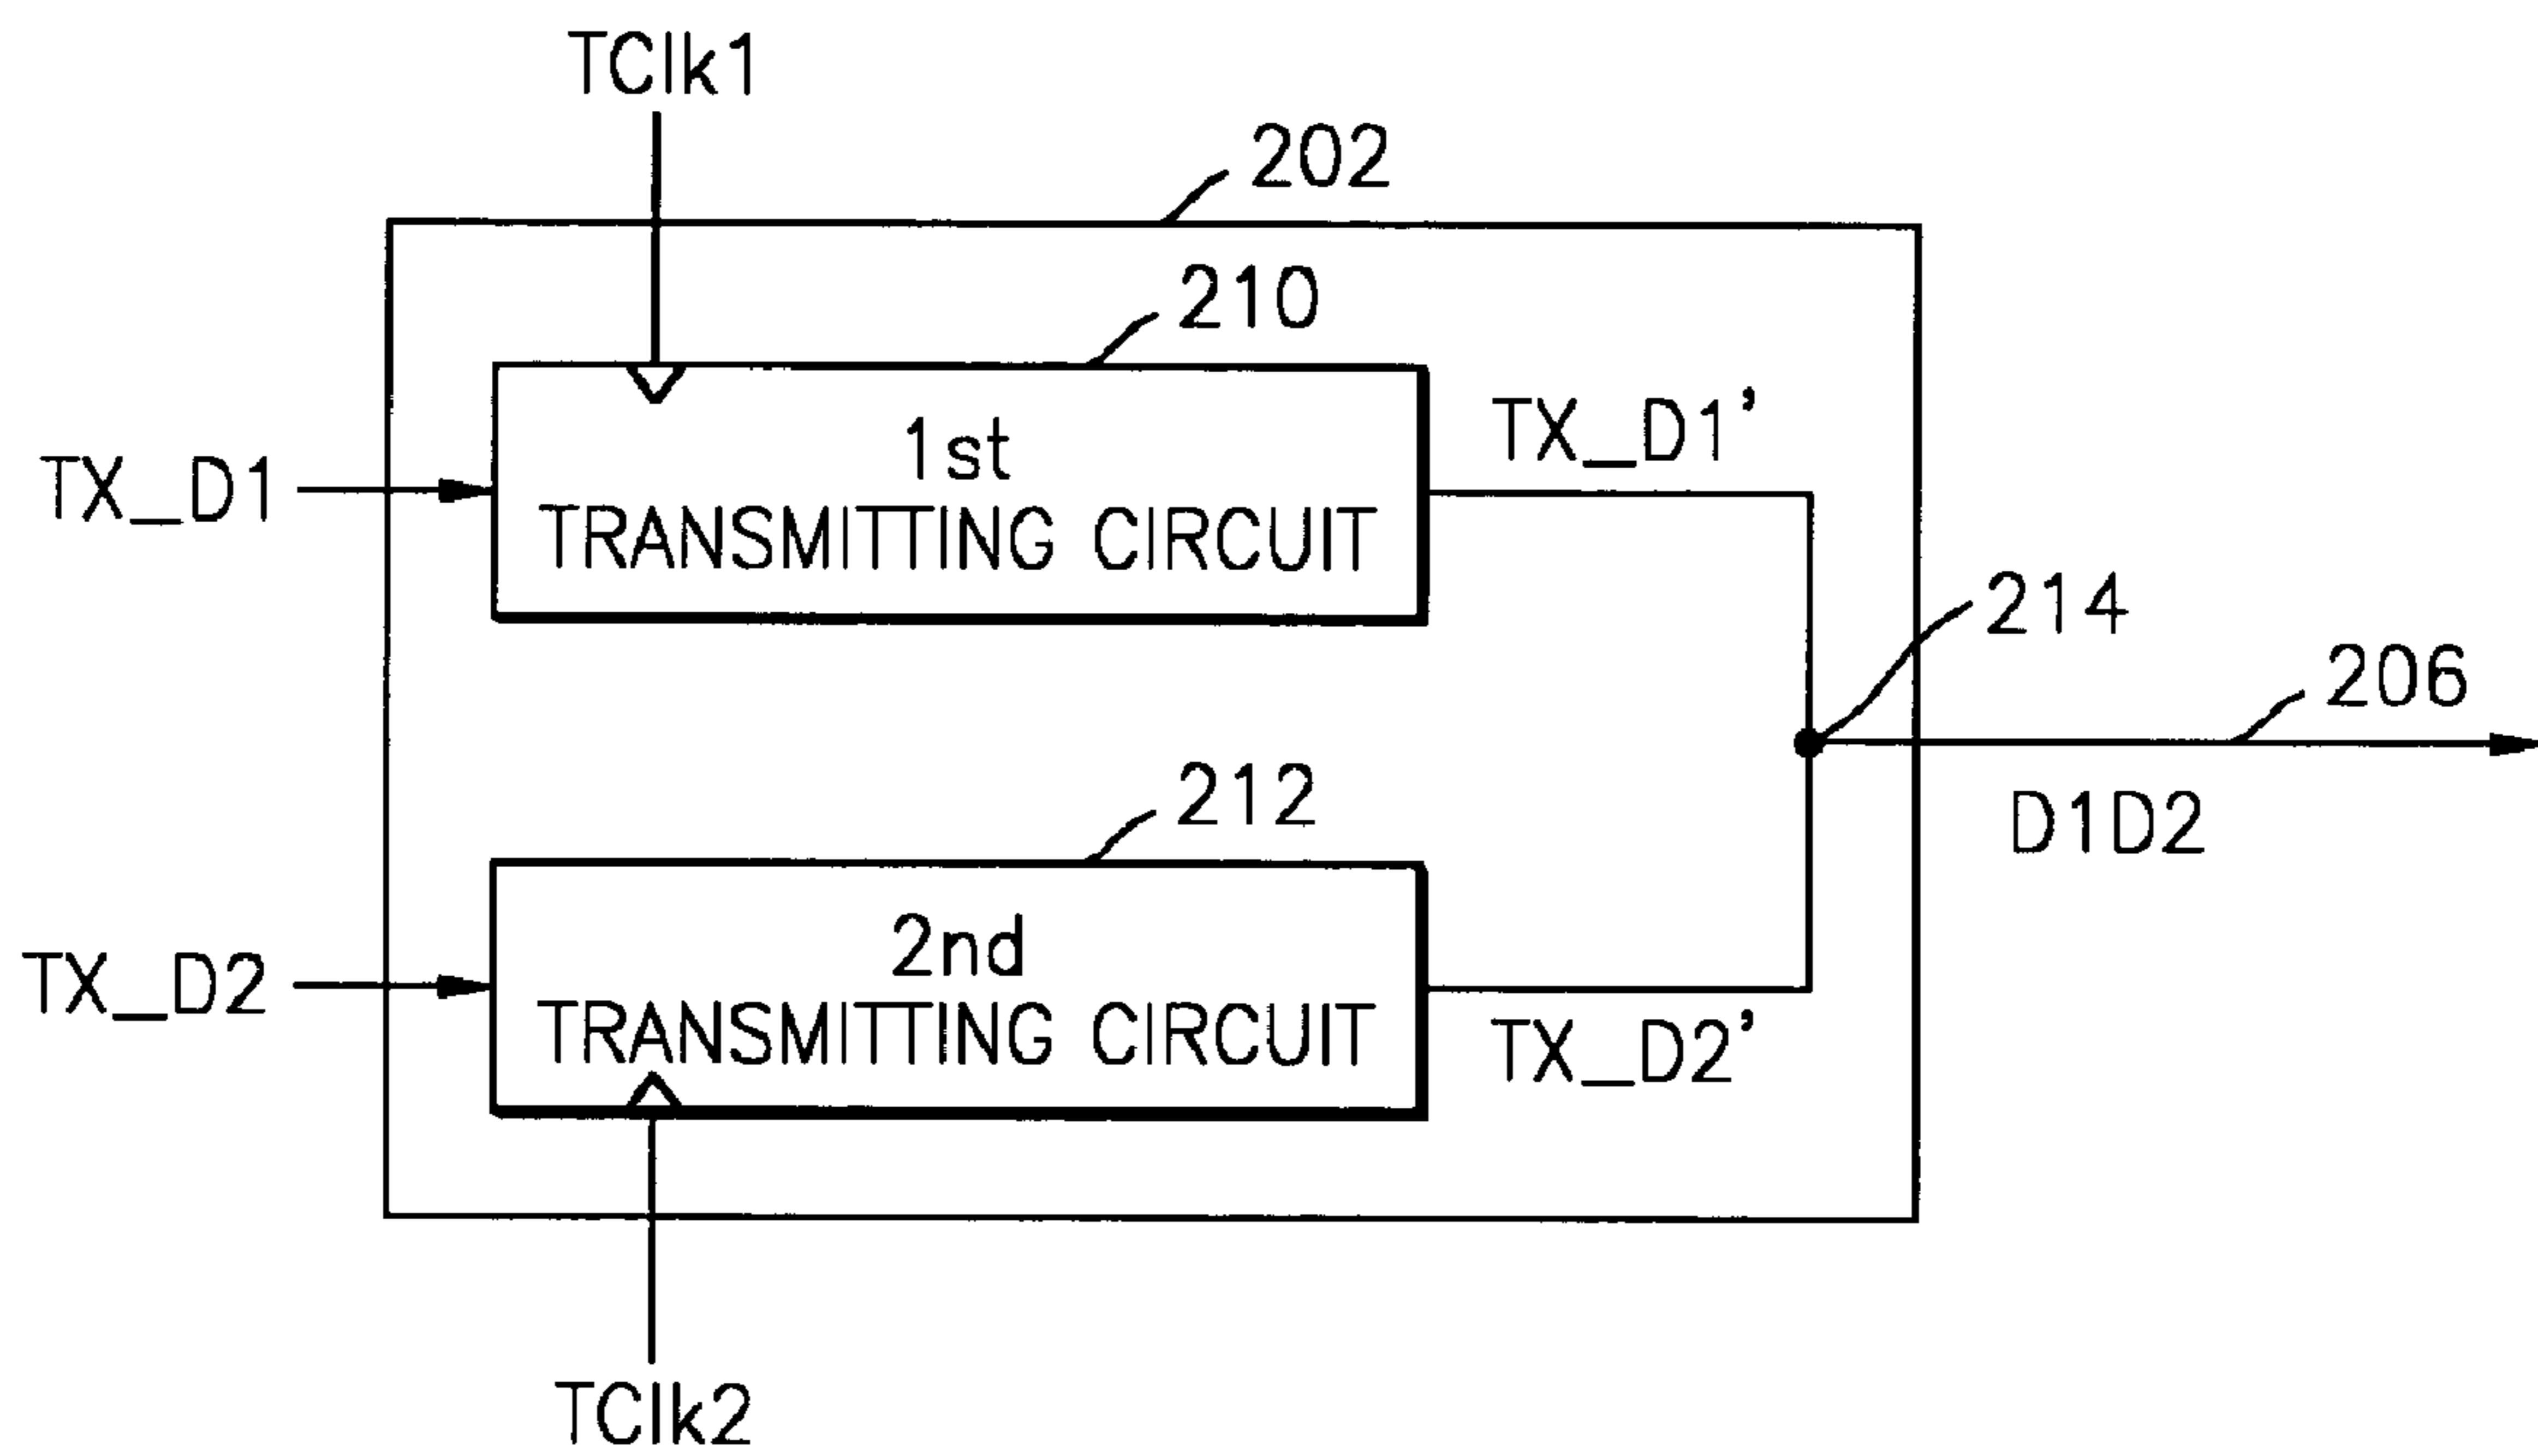 TClk1
202
210
1st
TRANSMITTING CIRCUIT
TX_D1
TX_D1'
214
206
D1D2
212
2nd
TRANSMITTING CIRCUIT
TX_D2
TX_D2'
TClk2